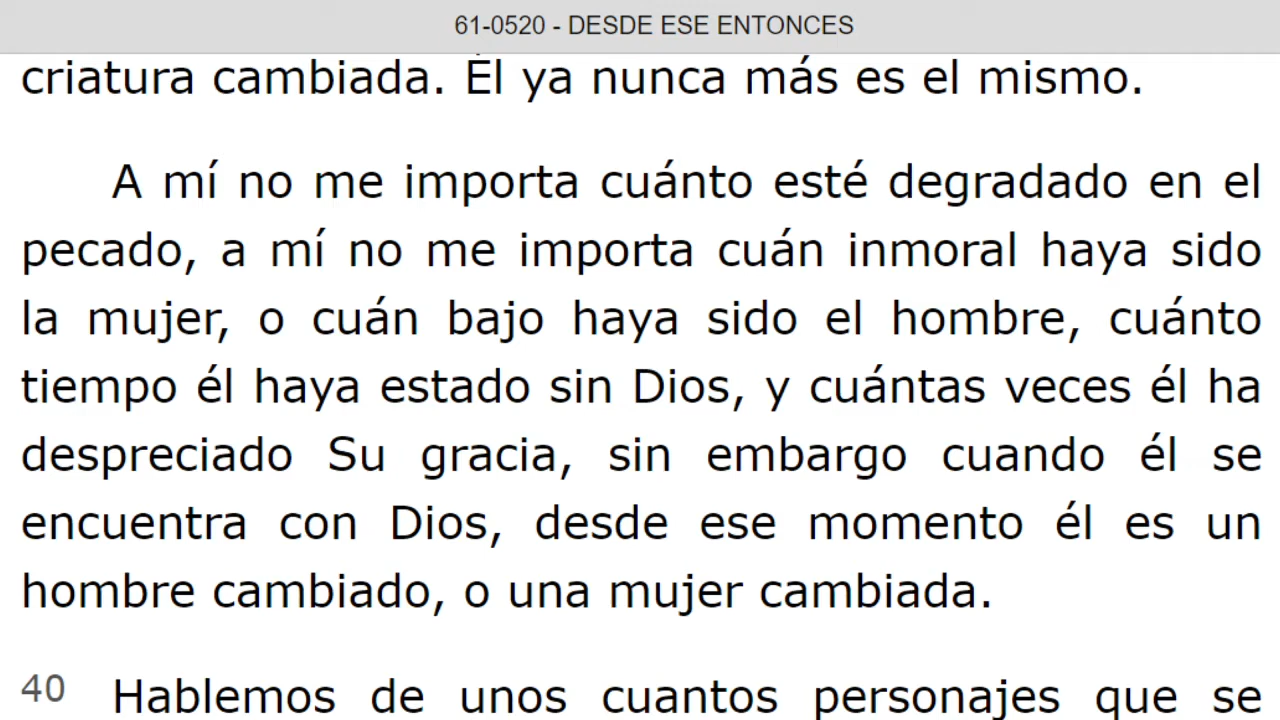 61-0520 - DESDE ESE ENTONCES
criatura cambiada. Él ya nunca más es el mismo.
A mí no me importa cuánto esté degradado en el
pecado, a mí no me importa cuán inmoral haya sido
la mujer, o cuán bajo haya sido el hombre, cuánto
tiempo él haya estado sin Dios, y cuántas veces él ha
despreciado Su gracia, sin embargo cuando él se
encuentra con Dios, desde ese momento él es un
hombre cambiado, o una mujer cambiada.
40 Hablemos de unos cuantos personajes que se